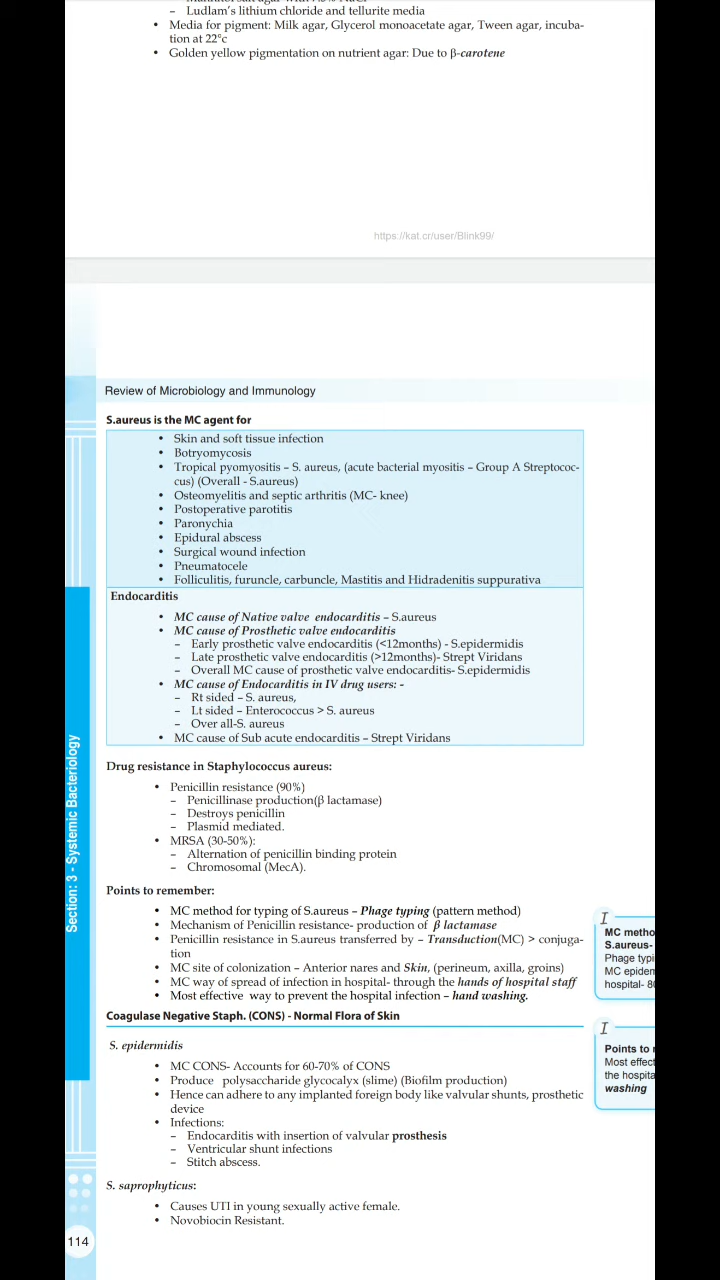 – Ludlam's lithium chloride and tellurite media
• Media for pigment: Milk agar, Glycerol monoacetate agar, Tween agar, incuba-
tion at 22°c
• Golden yellow pigmentation on nutrient agar: Due to β-carotene
https://kat.cr/user/Blink99/
Review of Microbiology and Immunology
S.aureus is the MC agent for
• Skin and soft tissue infection
• Botryomycosis
• Tropical pyomyositis – S. aureus, (acute bacterial myositis – Group A Streptococ-
cus) (Overall - S.aureus)
• Osteomyelitis and septic arthritis (MC- knee)
• Postoperative parotitis
• Paronychia
• Epidural abscess
• Surgical wound infection
• Pneumatocele
• Folliculitis, furuncle, carbuncle, Mastitis and Hidradenitis suppurativa
Endocarditis
• MC cause of Native valve endocarditis – S.aureus
• MC cause of Prosthetic valve endocarditis
– Early prosthetic valve endocarditis (<12months) - S.epidermidis
– Late prosthetic valve endocarditis (>12months)- Strept Viridans
– Overall MC cause of prosthetic valve endocarditis- S.epidermidis
• MC cause of Endocarditis in IV drug users: -
– Rt sided – S. aureus,
– Lt sided – Enterococcus > S. aureus
– Over all-S. aureus
• MC cause of Sub acute endocarditis – Strept Viridans
Drug resistance in Staphylococcus aureus:
• Penicillin resistance (90%)
– Penicillinase production(β lactamase)
– Destroys penicillin
– Plasmid mediated.
• MRSA (30-50%):
– Alternation of penicillin binding protein
– Chromosomal (MecA).
Points to remember:
• MC method for typing of S.aureus – Phage typing (pattern method)
• Mechanism of Penicillin resistance- production of β lactamase
• Penicillin resistance in S.aureus transferred by – Transduction(MC) > conjuga-
tion
• MC site of colonization – Anterior nares and Skin, (perineum, axilla, groins)
• MC way of spread of infection in hospital- through the hands of hospital staff
• Most effective way to prevent the hospital infection – hand washing.
Coagulase Negative Staph. (CONS) - Normal Flora of Skin
S. epidermidis
• MC CONS- Accounts for 60-70% of CONS
• Produce polysaccharide glycocalyx (slime) (Biofilm production)
• Hence can adhere to any implanted foreign body like valvular shunts, prosthetic
device
• Infections:
– Endocarditis with insertion of valvular prosthesis
– Ventricular shunt infections
– Stitch abscess.
S. saprophyticus:
• Causes UTI in young sexually active female.
• Novobiocin Resistant.
I
MC metho
S.aureus-
Phage typi
MC epidem
hospital- 8
I
Points to
Most effect
the hospita
washing
Section: 3 - Systemic Bacteriology
114